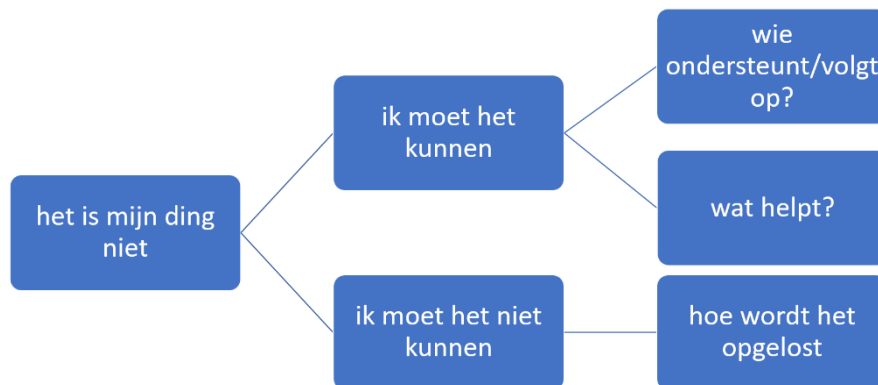 het is mijn ding
niet
ik moet het
kunnen
wie
ondersteunt/volgt
op?
wat helpt?
ik moet het niet
kunnen
hoe wordt het
opgelost